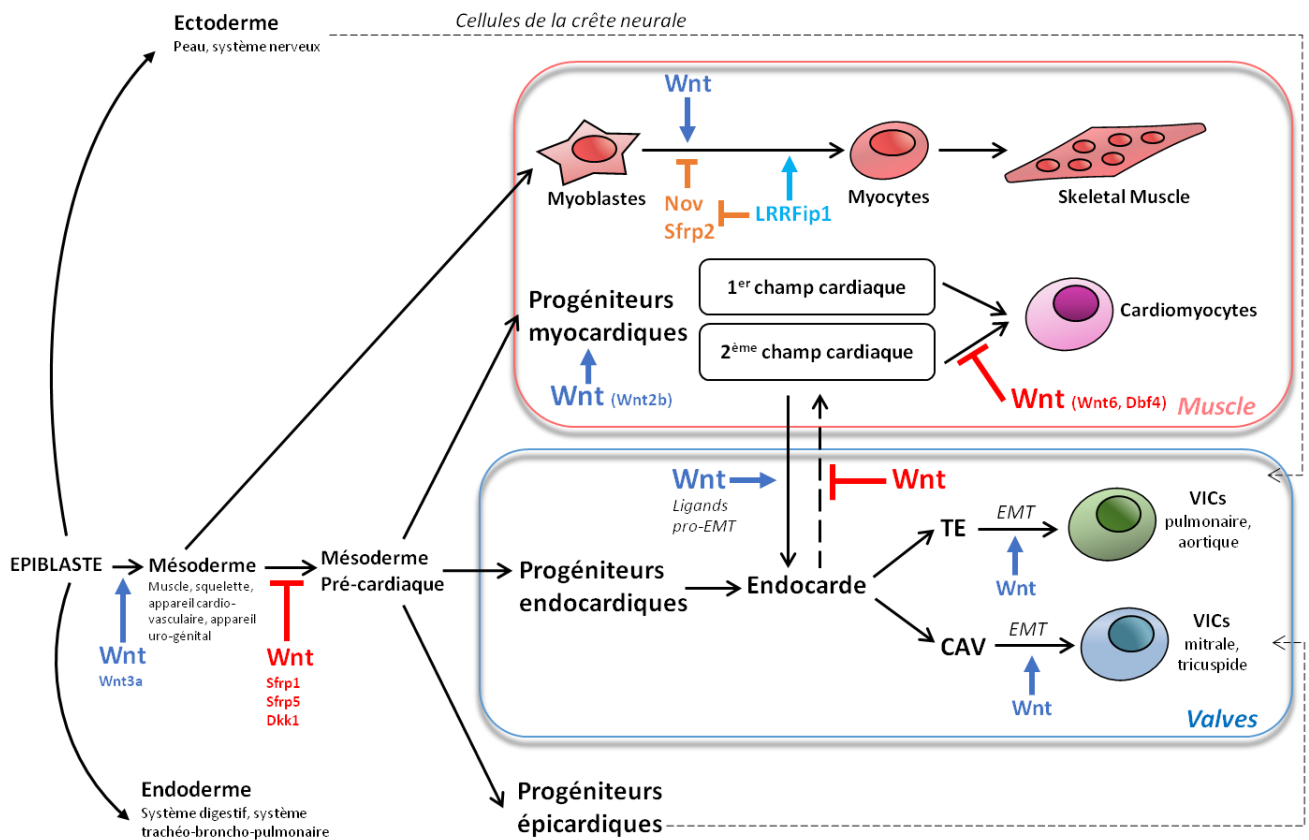 Ectoderme
Peau, système nerveux
Cellules de la crête neurale
Wnt
Myoblastes
Myocytes
Skeletal Muscle
Nov
Sfrp2
LRRFip1
Progéniteurs
myocardiques
Wnt (Wnt2b)
1er champ cardiaque
2ème champ cardiaque
Cardiomyocytes
Wnt (Wnt6, Dbf4)
Muscle
Wnt
Ligands
pro-EMT
Wnt
EPIBLASTE
Mésoderme
Muscle, squelette,
appareil cardio-
vasculaire, appareil
uro-génital
Wnt
Wnt3a
Wnt
Sfrp1
Sfrp5
Dkk1
Mésoderme
Pré-cardiaque
Progéniteurs
endocardiques
Endocarde
TE
EMT
Wnt
VICs
pulmonaire,
aortique
CAV
EMT
Wnt
VICs
mitrale,
tricuspide
Valves
Endoderme
Système digestif, système
trachéo-broncho-pulmonaire
Progéniteurs
épicardiques